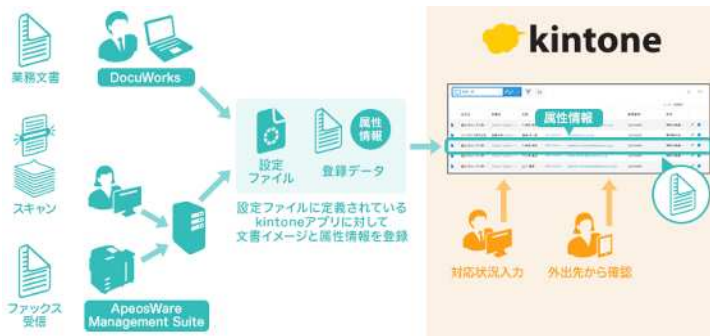 kintone
業務文書
DocuWorks
スキャン
ファックス
受信
ApeosWare
Management Suite
設定
ファイル
登録データ
属性
情報
設定ファイルに定義されている
kintoneアプリに対して
文書イメージと属性情報を登録
属性情報
対応状況入力
外出先から確認